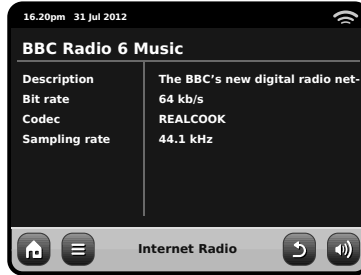 16.20pm 31 Jul 2012
BBC Radio 6 Music
Description The BBC's new digital radio net-
Bit rate 64 kb/s
Codec REALCOOK
Sampling rate 44.1 kHz
Internet Radio